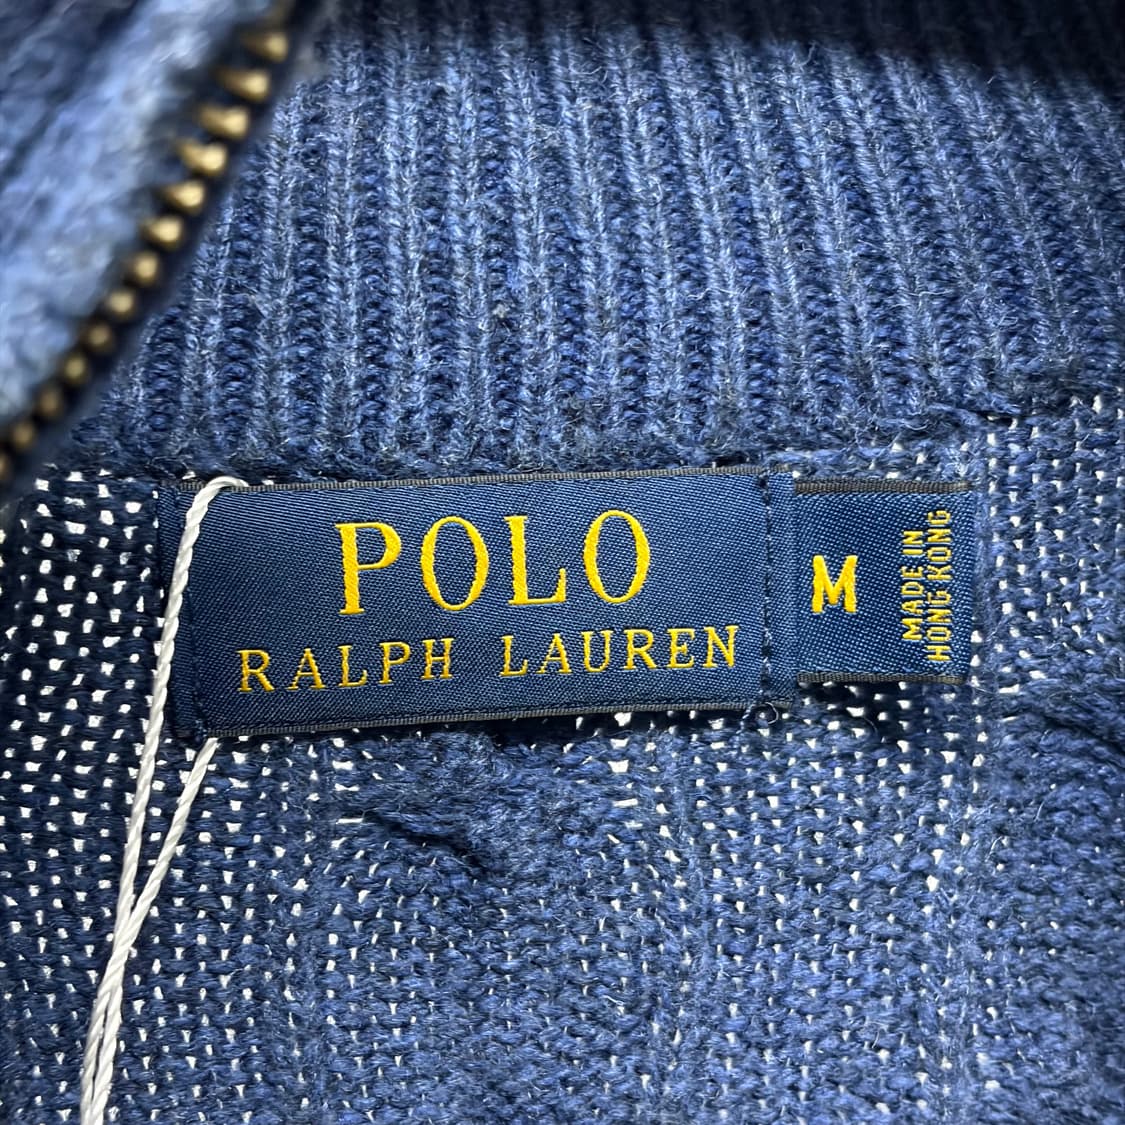 POLO
RALPH LAUREN
M
MADE IN
HONG KONG